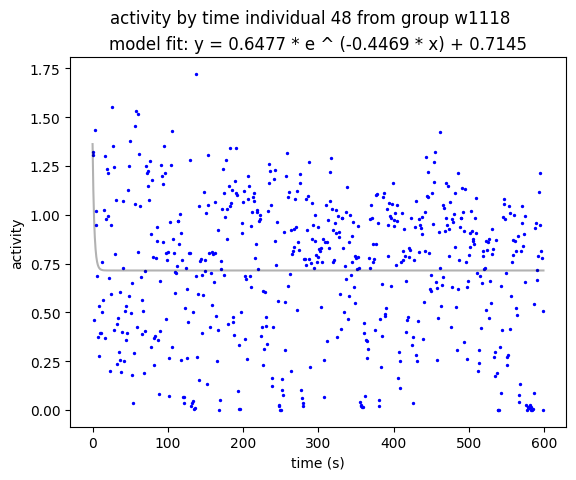 activity by time individual 48 from group w1118
model fit: y = 0.6477 * e ^ (-0.4469 * x) + 0.7145
1.75
1.50
1.25
1.00
0.75
0.50
0.25
0.00
activity
0 100 200 300 400 500 600
time (s)